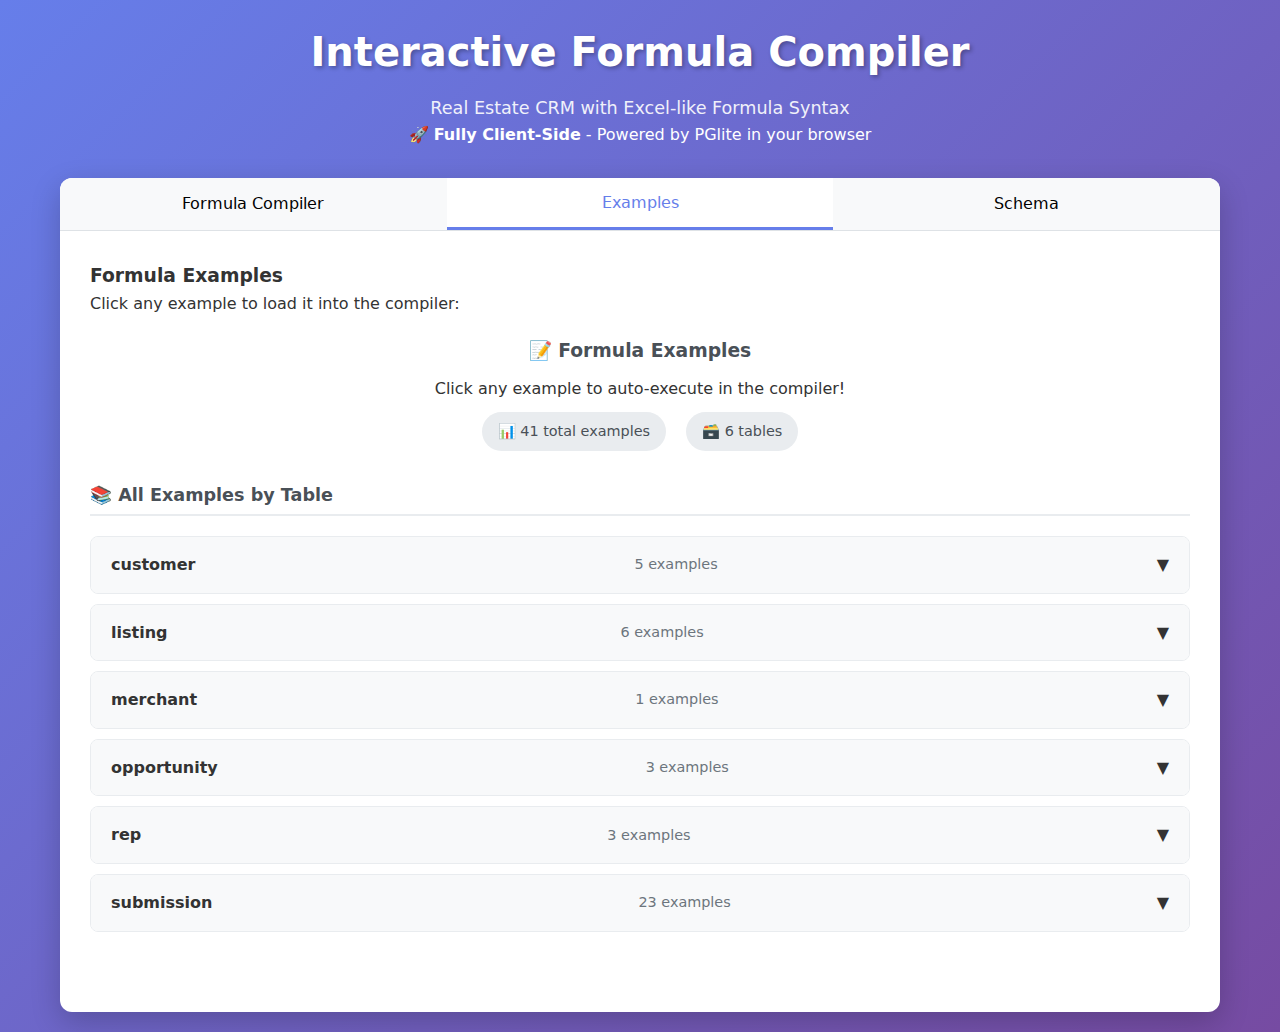 Interactive Formula Compiler
Real Estate CRM with Excel-like Formula Syntax
🚀 Fully Client-Side - Powered by PGlite in your browser
Formula Compiler
Examples
Schema
Formula Examples
Click any example to load it into the compiler:
📝 Formula Examples
Click any example to auto-execute in the compiler!
📊 41 total examples
🗃️ 6 tables
📚 All Examples by Table
customer 5 examples ▼
listing 6 examples ▼
merchant 1 examples ▼
opportunity 3 examples ▼
rep 3 examples ▼
submission 23 examples ▼